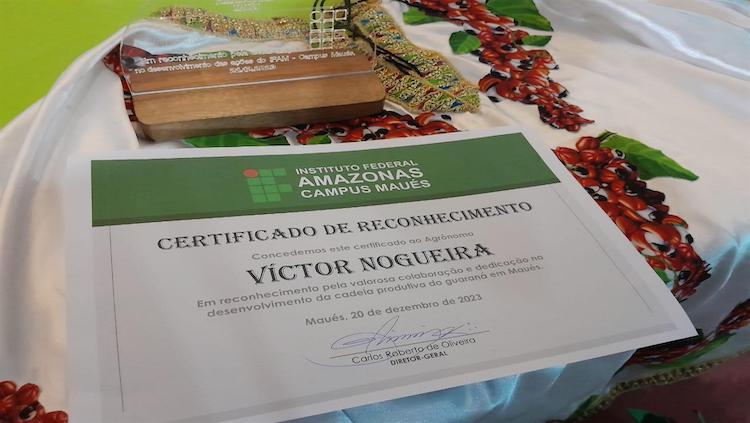 Em reconhecimento pela
no desenvolvimento das ações do IFAM - Campus Maués
INSTITUTO FEDERAL
AMAZONAS
CAMPUS MAUÉS
CERTIFICADO DE RECONHECIMENTO
Concedemos este certificado ao Agrônomo
VÍCTOR NOGUEIRA
Em reconhecimento pela valorosa colaboração e dedicação no
desenvolvimento da cadeia produtiva do guaraná em Maués.
Maués, 20 de dezembro de 2023
Carlos Roberto de Oliveira
DIRETOR-GERAL